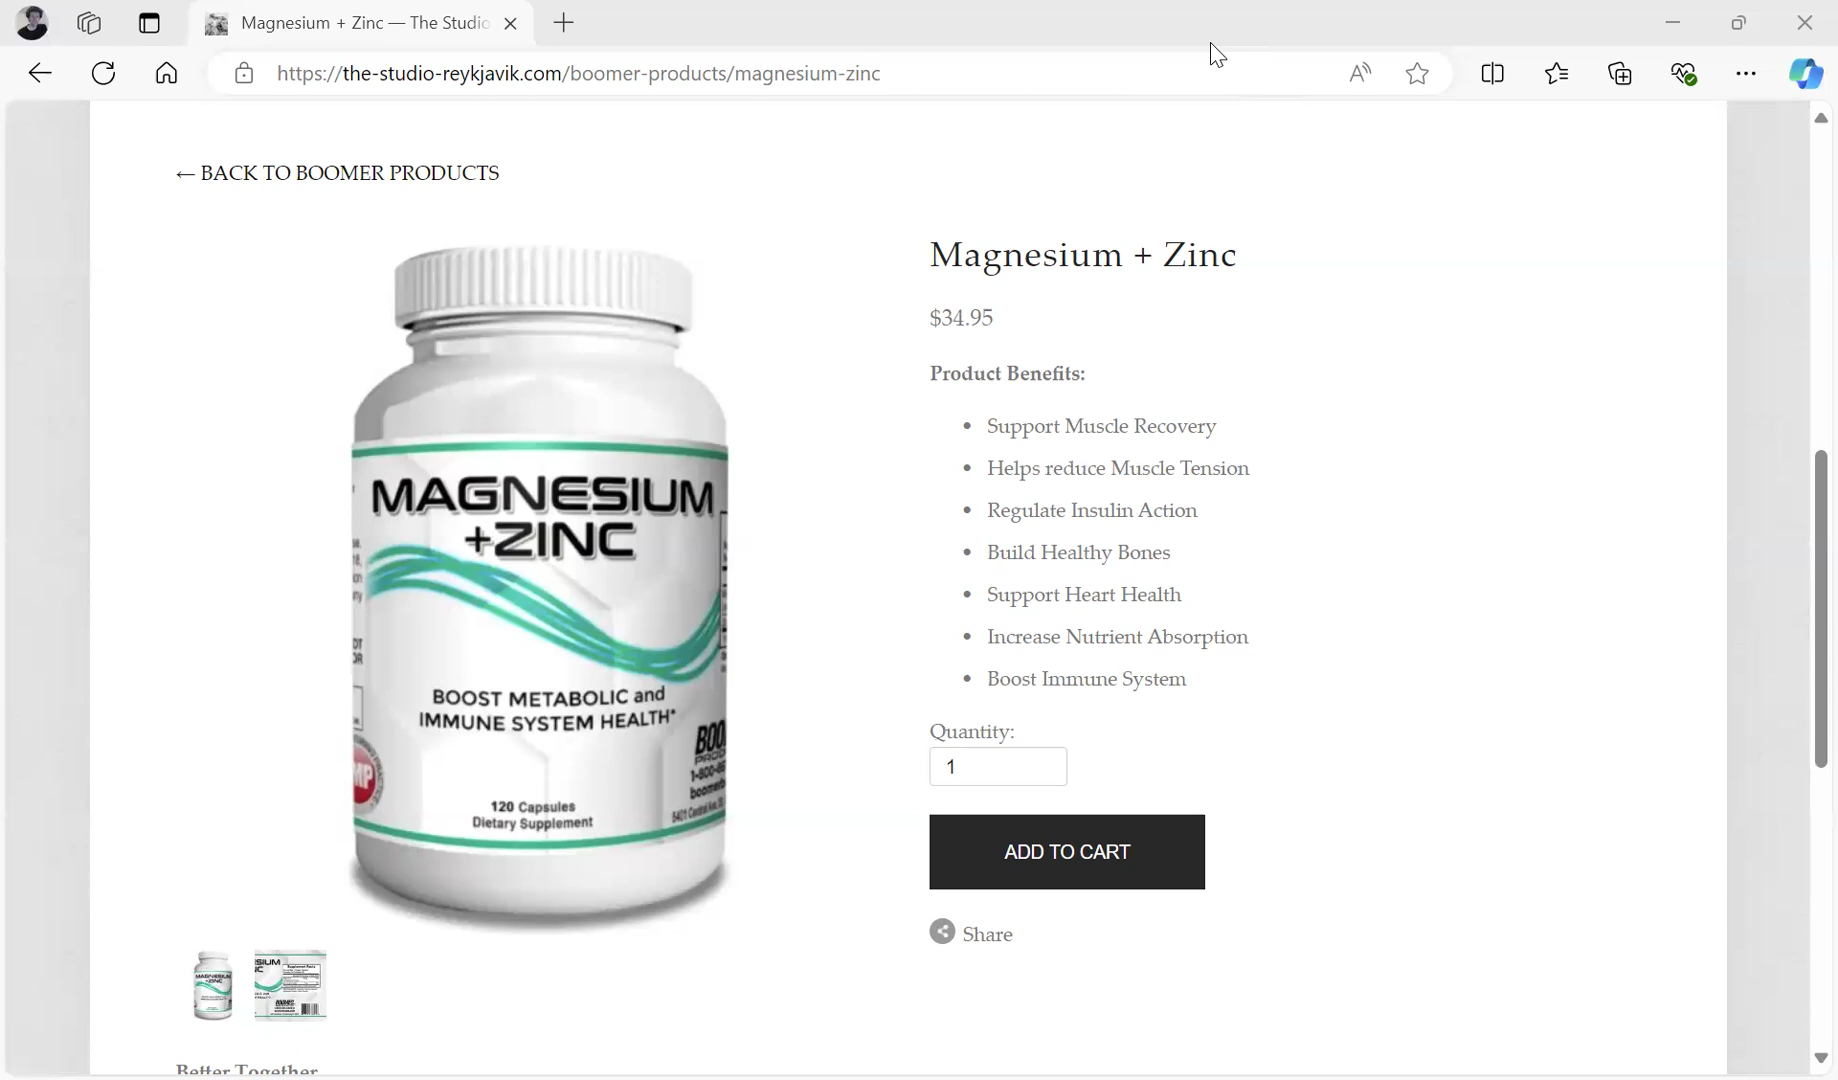 Magnesium + Zinc — The Studio
https://the-studio-reykjavik.com/boomer-products/magnesium-zinc
← BACK TO BOOMER PRODUCTS
MAGNESIUM
+ZINC
BOOST METABOLIC and
IMMUNE SYSTEM HEALTH*
120 Capsules
Dietary Supplement
Magnesium + Zinc
$34.95
Product Benefits:
• Support Muscle Recovery
• Helps reduce Muscle Tension
• Regulate Insulin Action
• Build Healthy Bones
• Support Heart Health
• Increase Nutrient Absorption
• Boost Immune System
Quantity:
1
ADD TO CART
Share
Better Together